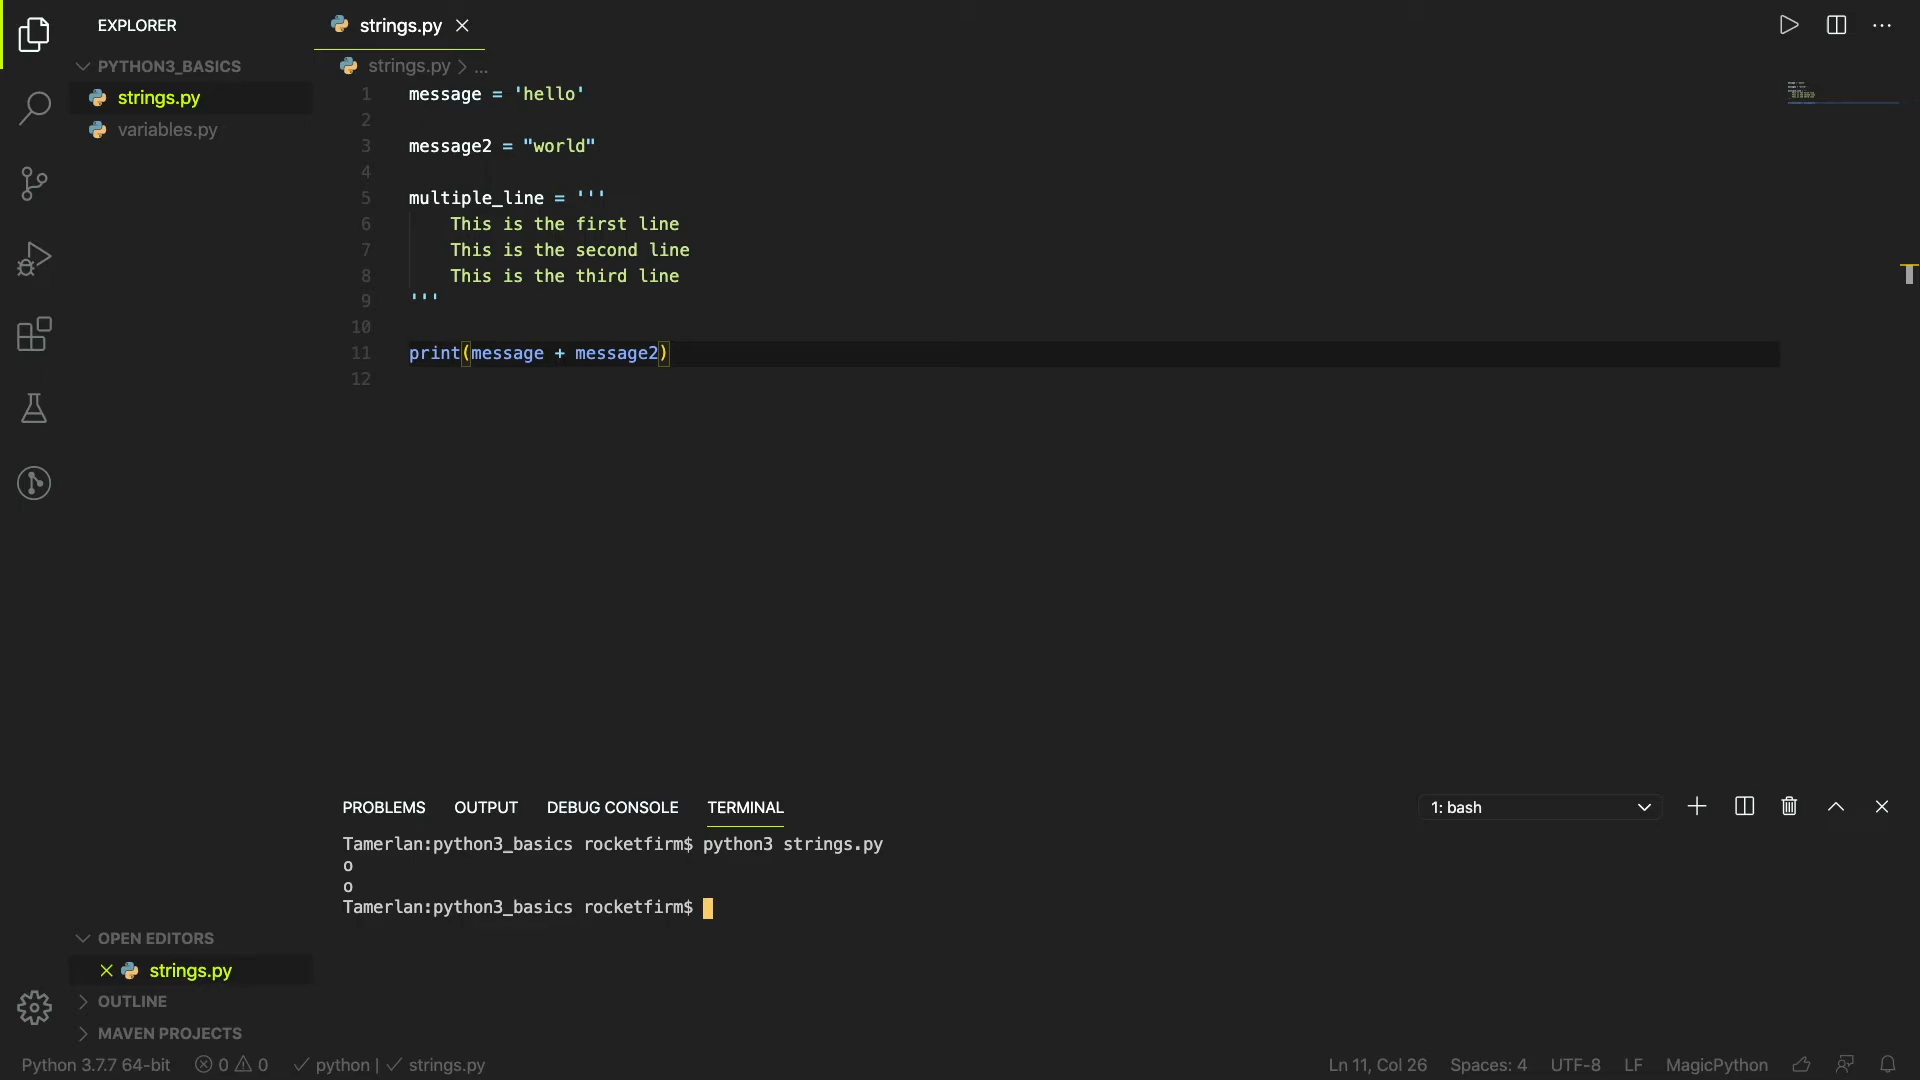 EXPLORER
PYTHON3_BASICS
strings.py
variables.py
OPEN EDITORS
strings.py
OUTLINE
MAVEN PROJECTS
strings.py
strings.py > ...
1 message = 'hello'
2
3 message2 = "world"
4
5 multiple_line = '''
6 This is the first line
7 This is the second line
8 This is the third line
9 '''
10
11 print(message + message2)
12
PROBLEMS OUTPUT DEBUG CONSOLE TERMINAL 1: bash
Tamerlan:python3_basics rocketfirm$ python3 strings.py
o
o
Tamerlan:python3_basics rocketfirm$
Python 3.7.7 64-bit 0 0 python | strings.py Ln 11, Col 26 Spaces: 4 UTF-8 LF MagicPython